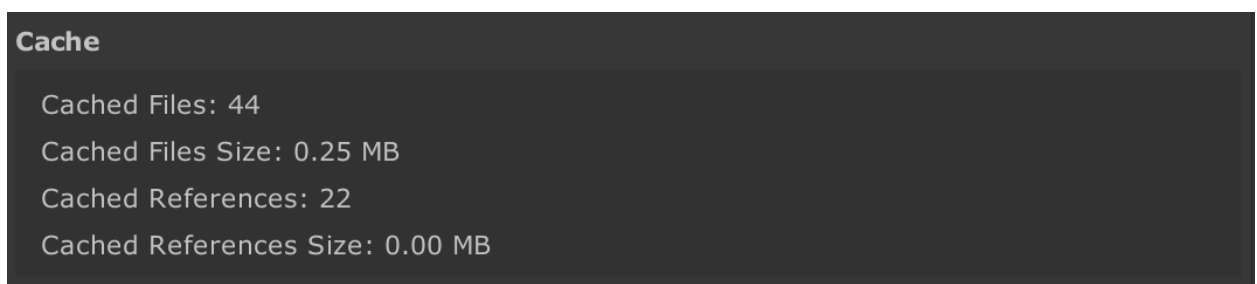 Cache
Cached Files: 44
Cached Files Size: 0.25 MB
Cached References: 22
Cached References Size: 0.00 MB